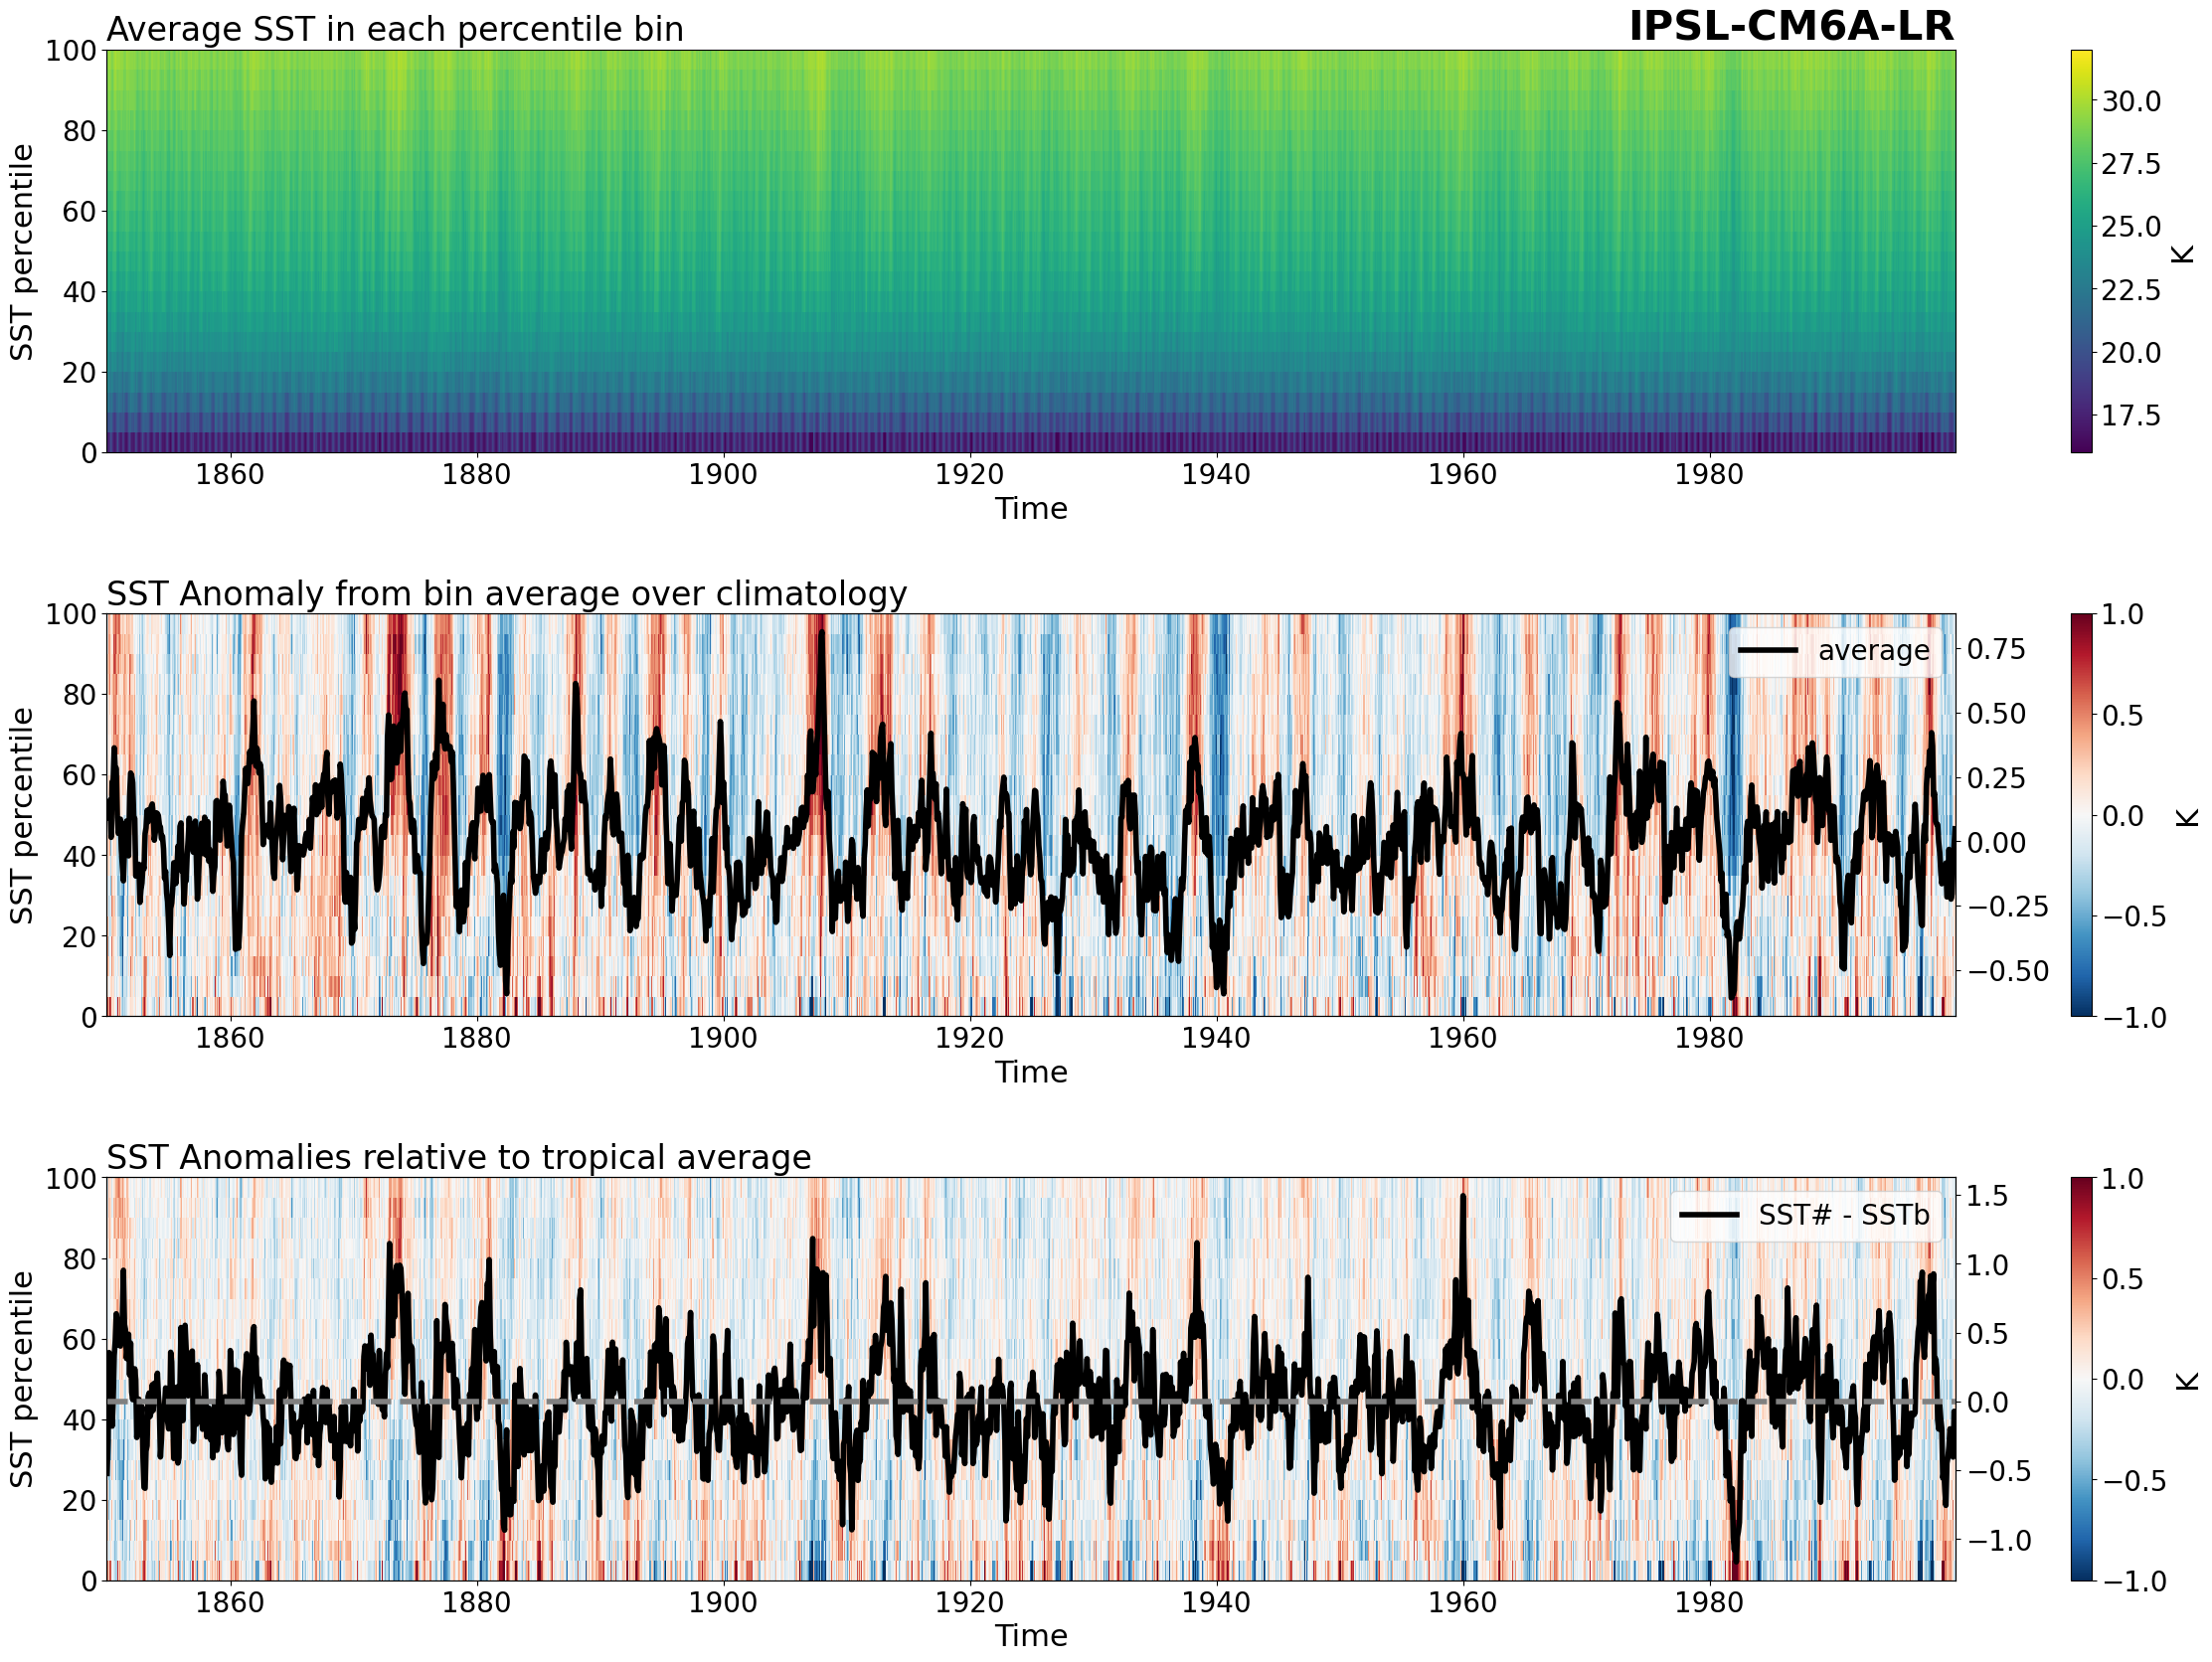 Average SST in each percentile bin
IPSL-CM6A-LR
100
80
60
40
20
0
SST percentile
1860 1880 1900 1920 1940 1960 1980
Time
30.0
27.5
25.0
22.5
20.0
17.5
K
SST Anomaly from bin average over climatology
100
80
60
40
20
0
SST percentile
average
0.75
0.50
0.25
0.00
−0.25
−0.50
1860 1880 1900 1920 1940 1960 1980
Time
1.0
0.5
0.0
−0.5
−1.0
K
SST Anomalies relative to tropical average
100
80
60
40
20
0
SST percentile
SST# - SSTb
1.5
1.0
0.5
0.0
−0.5
−1.0
1860 1880 1900 1920 1940 1960 1980
Time
1.0
0.5
0.0
−0.5
−1.0
K